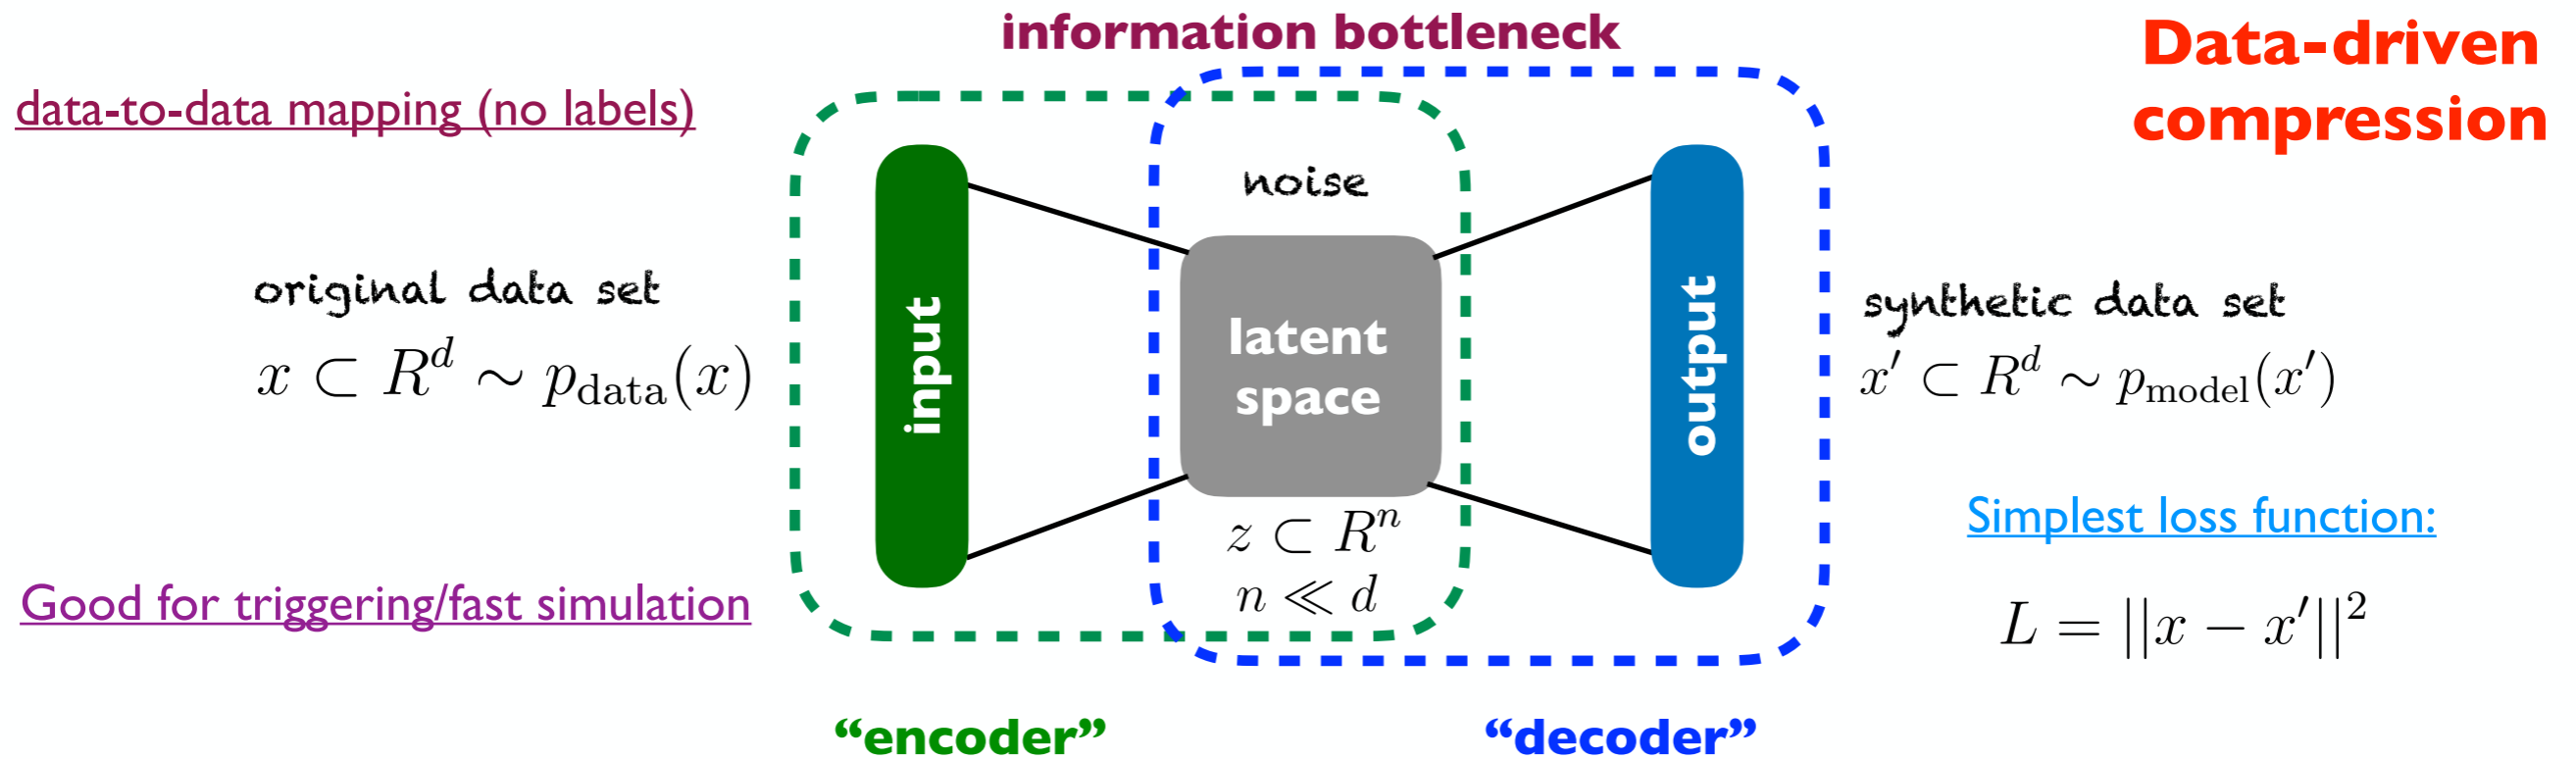 information bottleneck
Data-driven
compression
data-to-data mapping (no labels)
noise
original data set
x ⊂ R^d ∼ p_data(x)
input
latent
space
output
synthetic data set
x′ ⊂ R^d ∼ p_model(x′)
z ⊂ R^n
n ≪ d
Simplest loss function:
L = ||x − x′||^2
Good for triggering/fast simulation
“encoder”
“decoder”